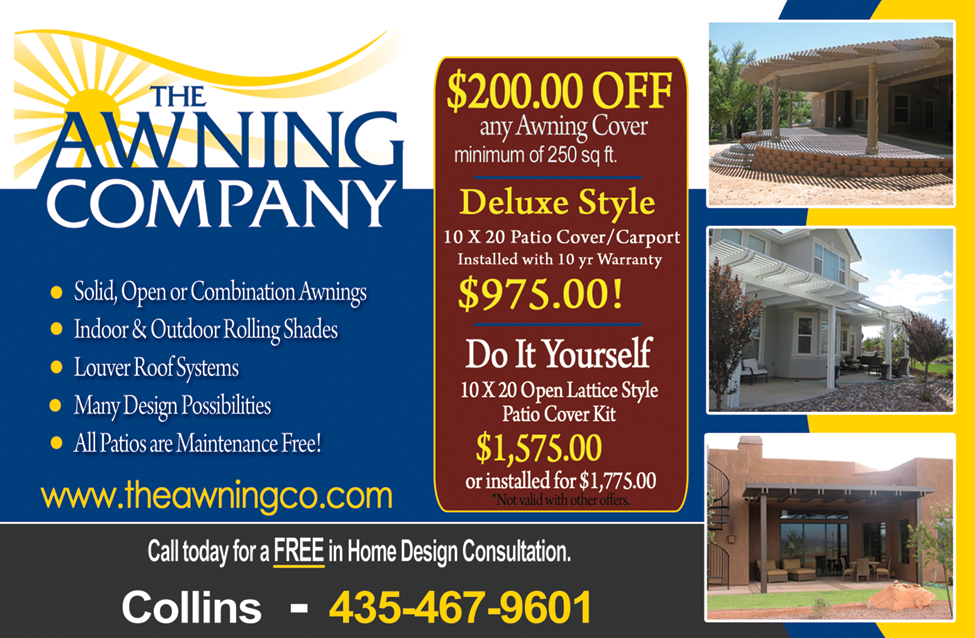 THE
AWNING
COMPANY
• Solid, Open or Combination Awnings
• Indoor & Outdoor Rolling Shades
• Louver Roof Systems
• Many Design Possibilities
• All Patios are Maintenance Free!
www.theawningco.com
$200.00 OFF
any Awning Cover
minimum of 250 sq ft.
Deluxe Style
10 X 20 Patio Cover/Carport
Installed with 10 yr Warranty
$975.00!
Do It Yourself
10 X 20 Open Lattice Style
Patio Cover Kit
$1,575.00
or installed for $1,775.00
*Not valid with other offers.
Call today for a FREE in Home Design Consultation.
Collins - 435-467-9601